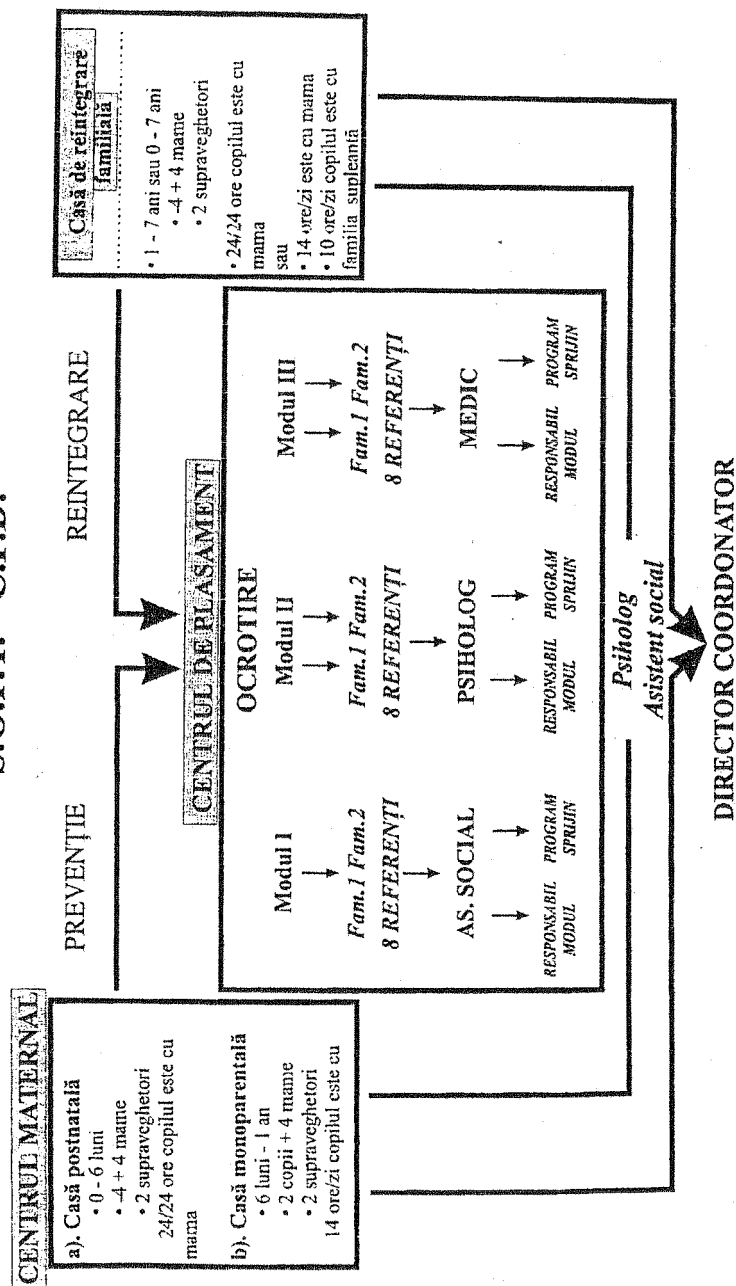 PREVENȚIE
REINTEGRARE
CENTRUL MATERNAL
a). Casă postnatală
• 0 - 6 luni
• -4 + 4 mame
• 2 supraveghetori
24/24 ore copilul este cu
mama
b). Casă monoparentală
• 6 luni - 1 an
• 2 copii + 4 mame
• 2 supraveghetori
14 ore/zi copilul este cu
CENTRUL DE PLASAMENT
OCROTIRE
Modul I
Fam.1 Fam.2
8 REFERENȚI
AS. SOCIAL
RESPONSABIL
MODUL
PROGRAM
SPRIJIN
Modul II
Fam.1 Fam.2
8 REFERENȚI
PSIHOLOG
RESPONSABIL
MODUL
PROGRAM
SPRIJIN
Modul III
Fam.1 Fam.2
8 REFERENȚI
MEDIC
RESPONSABIL
MODUL
PROGRAM
SPRIJIN
Casă de reintegrare
familială
....................
• 1 - 7 ani sau 0 - 7 ani
• -4 + 4 mame
• 2 supraveghetori
• 24/24 ore copilul este cu
mama
sau
• 14 ore/zi este cu mama
• 10 ore/zi copilul este cu
familia supleantă
Psiholog
Asistent social
DIRECTOR COORDONATOR